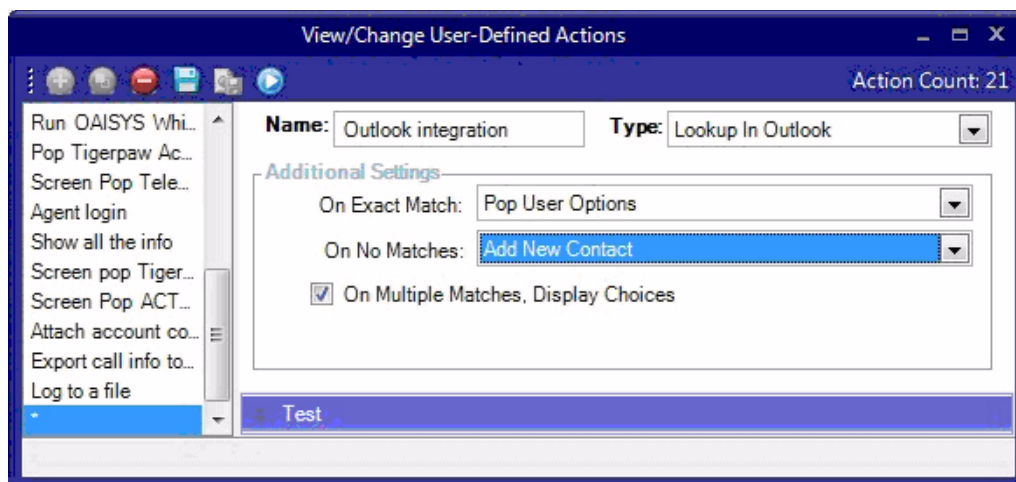 View/Change User-Defined Actions
Action Count: 21
Run OAISYS Whi...
Pop Tigerpaw Ac...
Screen Pop Tele...
Agent login
Show all the info
Screen pop Tiger...
Screen Pop ACT...
Attach account co...
Export call info to...
Log to a file
*
Name: Outlook integration Type: Lookup In Outlook
Additional Settings
On Exact Match: Pop User Options
On No Matches: Add New Contact
On Multiple Matches, Display Choices
Test